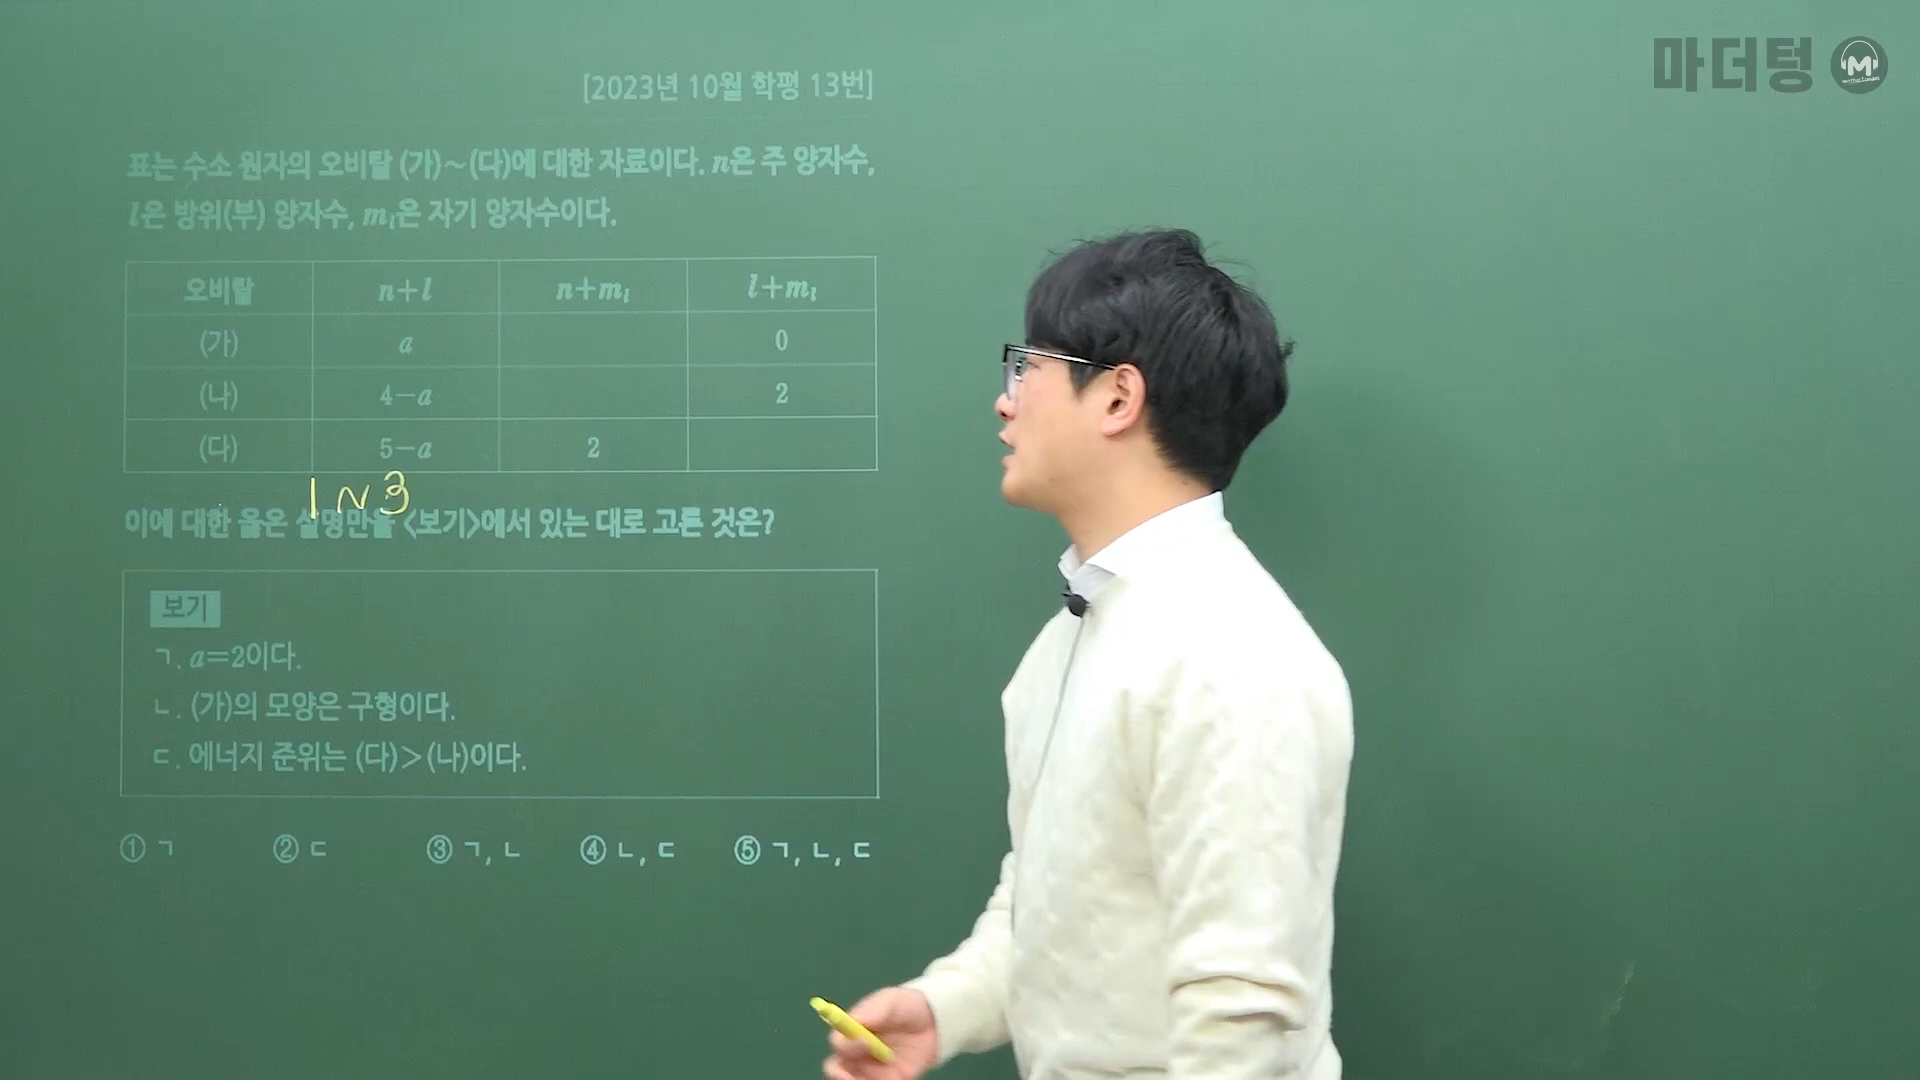 마더텅 M
[2023년 10월 학평 13번]
표는 수소 원자의 오비탈 (가)~(다)에 대한 자료이다. n은 주 양자수,
l은 방위(부) 양자수, mₗ은 자기 양자수이다.
오비탈 n+l n+mₗ l+mₗ
(가) a 0
(나) 4-a 2
(다) 5-a 2
1~3
이에 대한 옳은 설명만을 <보기>에서 있는 대로 고른 것은?
보기
ㄱ. a=2이다.
ㄴ. (가)의 모양은 구형이다.
ㄷ. 에너지 준위는 (다)>(나)이다.
① ㄱ ② ㄷ ③ ㄱ, ㄴ ④ ㄴ, ㄷ ⑤ ㄱ, ㄴ, ㄷ